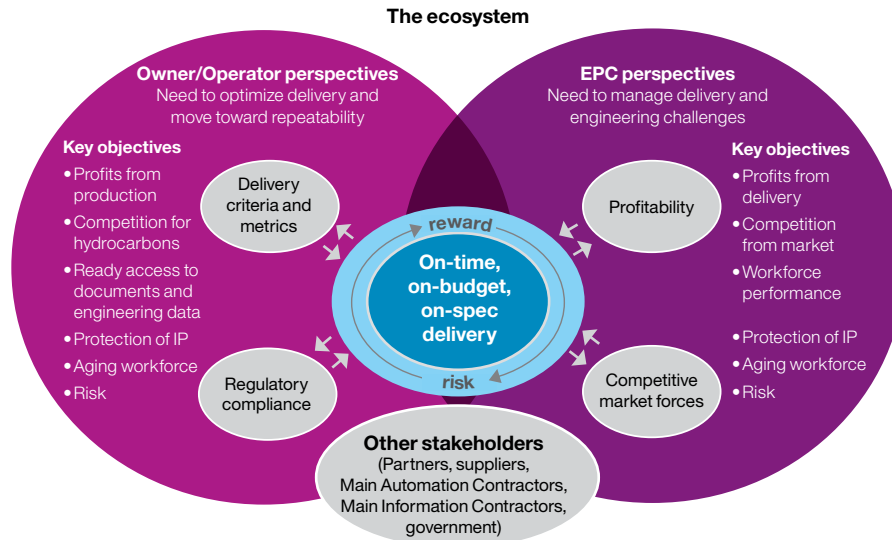 The ecosystem
Owner/Operator perspectives
Need to optimize delivery and
move toward repeatability
Key objectives
• Profits from
production
• Competition for
hydrocarbons
• Ready access to
documents and
engineering data
• Protection of IP
• Aging workforce
• Risk
Delivery
criteria and
metrics
Regulatory
compliance
reward
On-time,
on-budget,
on-spec
delivery
risk
EPC perspectives
Need to manage delivery and
engineering challenges
Profitability
Competitive
market forces
Key objectives
• Profits from
delivery
• Competition
from market
• Workforce
performance
• Protection of IP
• Aging workforce
• Risk
Other stakeholders
(Partners, suppliers,
Main Automation Contractors,
Main Information Contractors,
government)